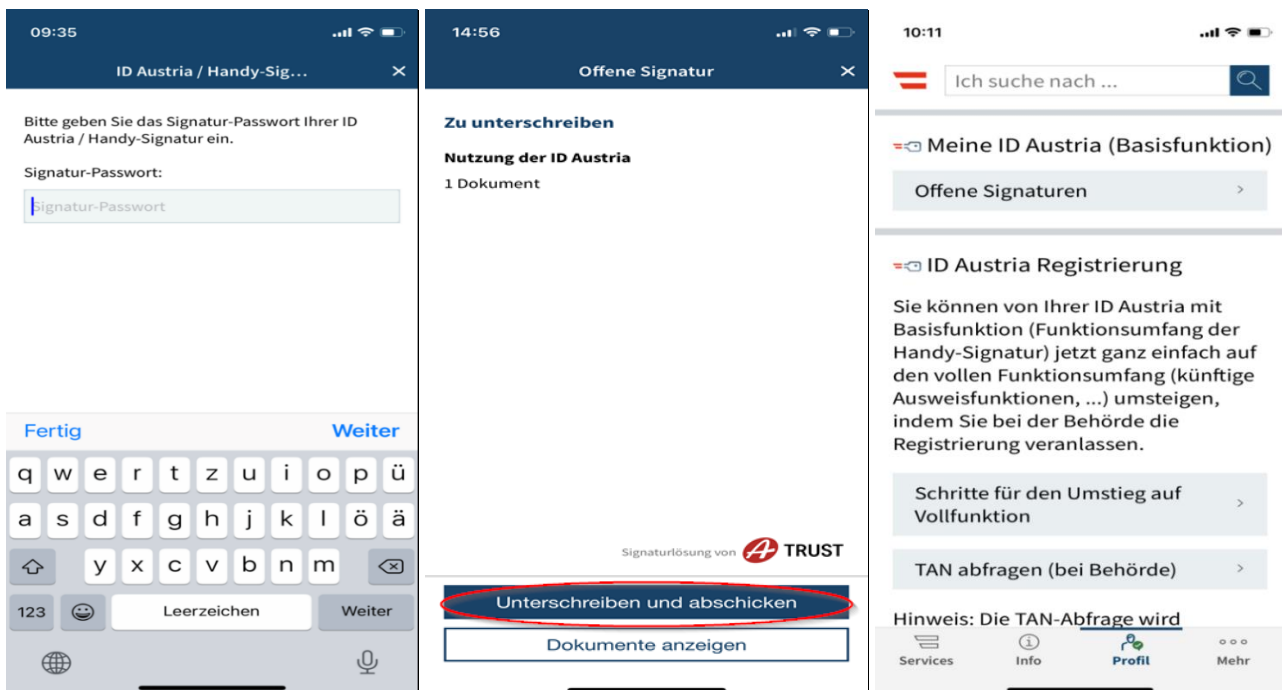 09:35
ID Austria / Handy-Sig...
Bitte geben Sie das Signatur-Passwort Ihrer ID
Austria / Handy-Signatur ein.
Signatur-Passwort:
Signatur-Passwort
Fertig
Weiter
q w e r t z u i o p ü
a s d f g h j k l ö ä
y x c v b n m
123
Leerzeichen
Weiter
14:56
Offene Signatur
Zu unterschreiben
Nutzung der ID Austria
1 Dokument
Signaturlösung von A TRUST
Unterschreiben und abschicken
Dokumente anzeigen
10:11
Ich suche nach ...
Meine ID Austria (Basisfunktion)
Offene Signaturen
ID Austria Registrierung
Sie können von Ihrer ID Austria mit
Basisfunktion (Funktionsumfang der
Handy-Signatur) jetzt ganz einfach auf
den vollen Funktionsumfang (künftige
Ausweisfunktionen, ...) umsteigen,
indem Sie bei der Behörde die
Registrierung veranlassen.
Schritte für den Umstieg auf
Vollfunktion
TAN abfragen (bei Behörde)
Hinweis: Die TAN-Abfrage wird
Services
Info
Profil
Mehr